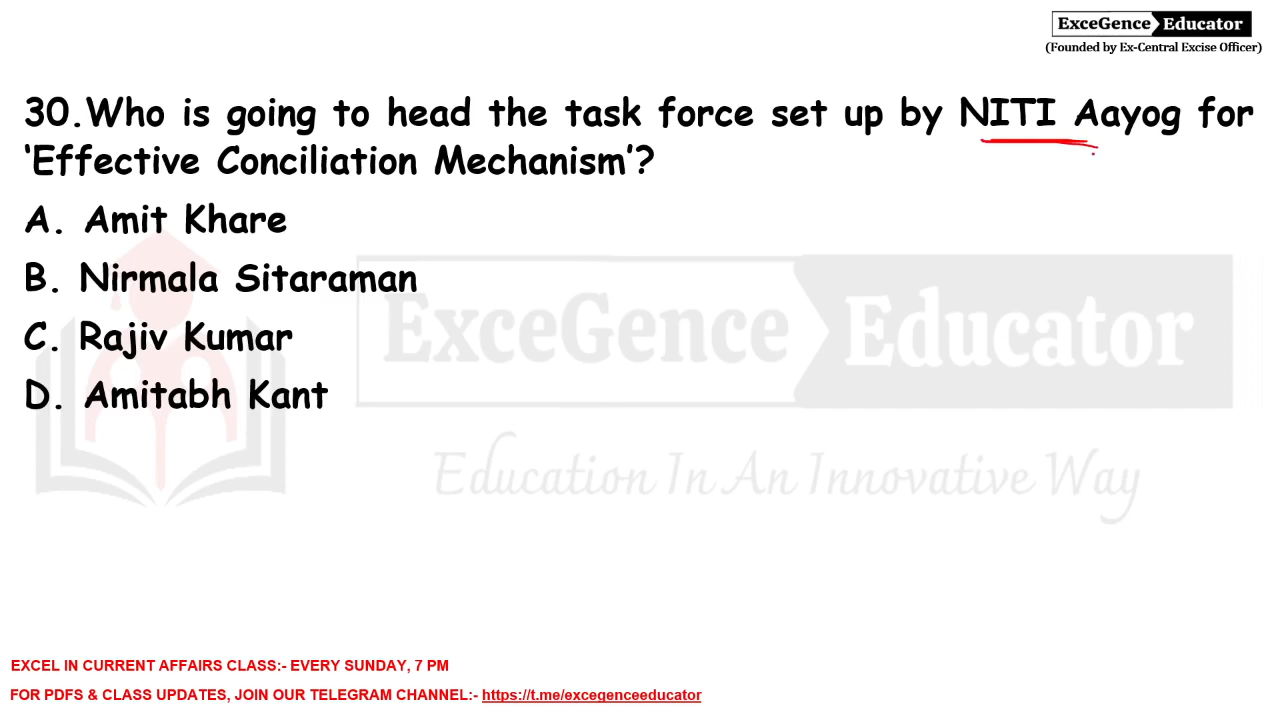 ExceGence Educator
(Founded by Ex-Central Excise Officer)
30.Who is going to head the task force set up by NITI Aayog for
‘Effective Conciliation Mechanism’?
A. Amit Khare
B. Nirmala Sitaraman
C. Rajiv Kumar
D. Amitabh Kant
ExceGence Educator
Education In An Innovative Way
EXCEL IN CURRENT AFFAIRS CLASS:- EVERY SUNDAY, 7 PM
FOR PDFS & CLASS UPDATES, JOIN OUR TELEGRAM CHANNEL:- https://t.me/excegenceeducator